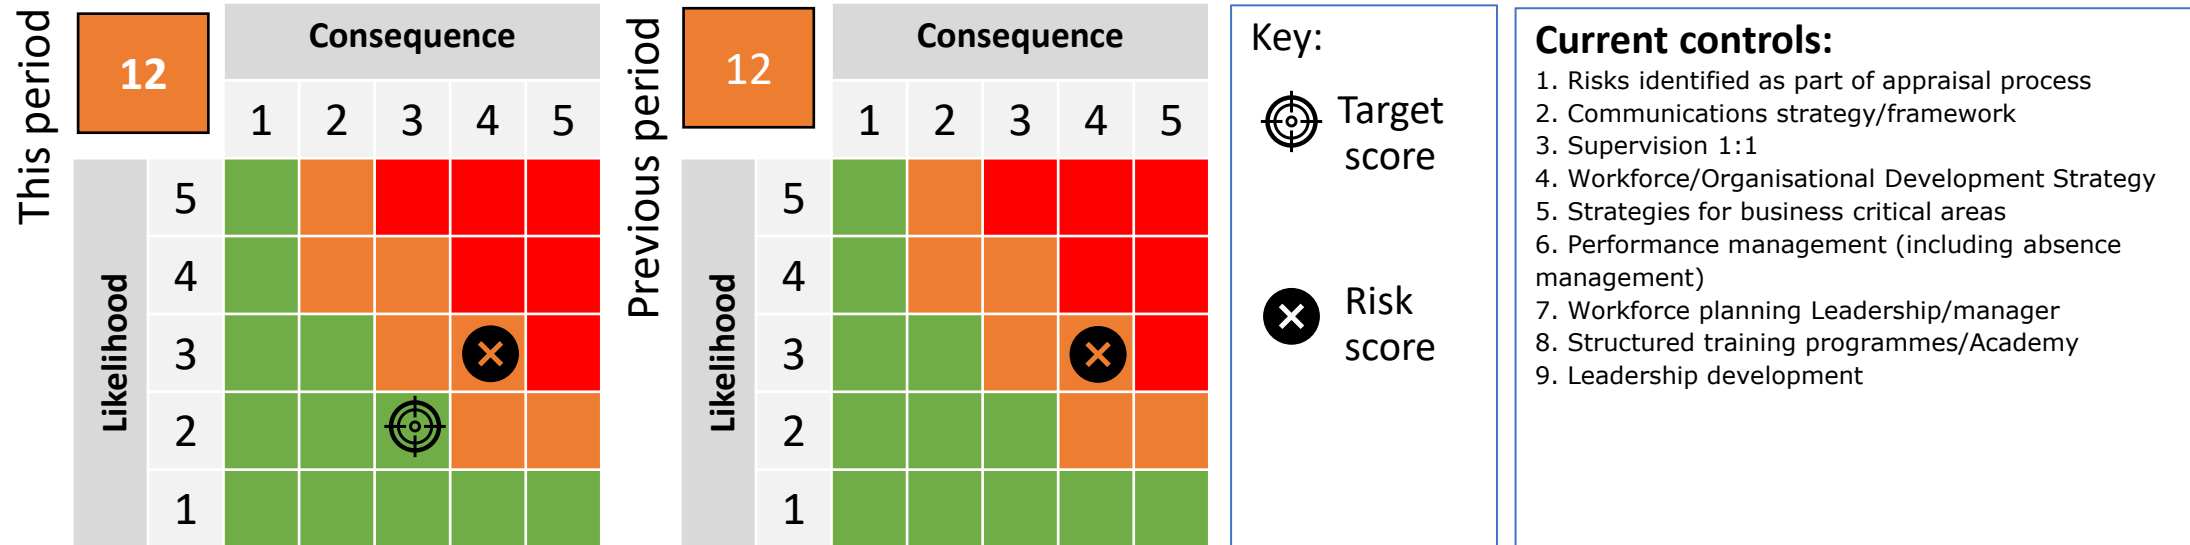 This period
12
Consequence
1 2 3 4 5
Likelihood
5
4
3
2
1
Previous period
12
Consequence
1 2 3 4 5
Likelihood
5
4
3
2
1
Key:
Target
score
Risk
score
Current controls:
1. Risks identified as part of appraisal process
2. Communications strategy/framework
3. Supervision 1:1
4. Workforce/Organisational Development Strategy
5. Strategies for business critical areas
6. Performance management (including absence
management)
7. Workforce planning Leadership/manager
8. Structured training programmes/Academy
9. Leadership development